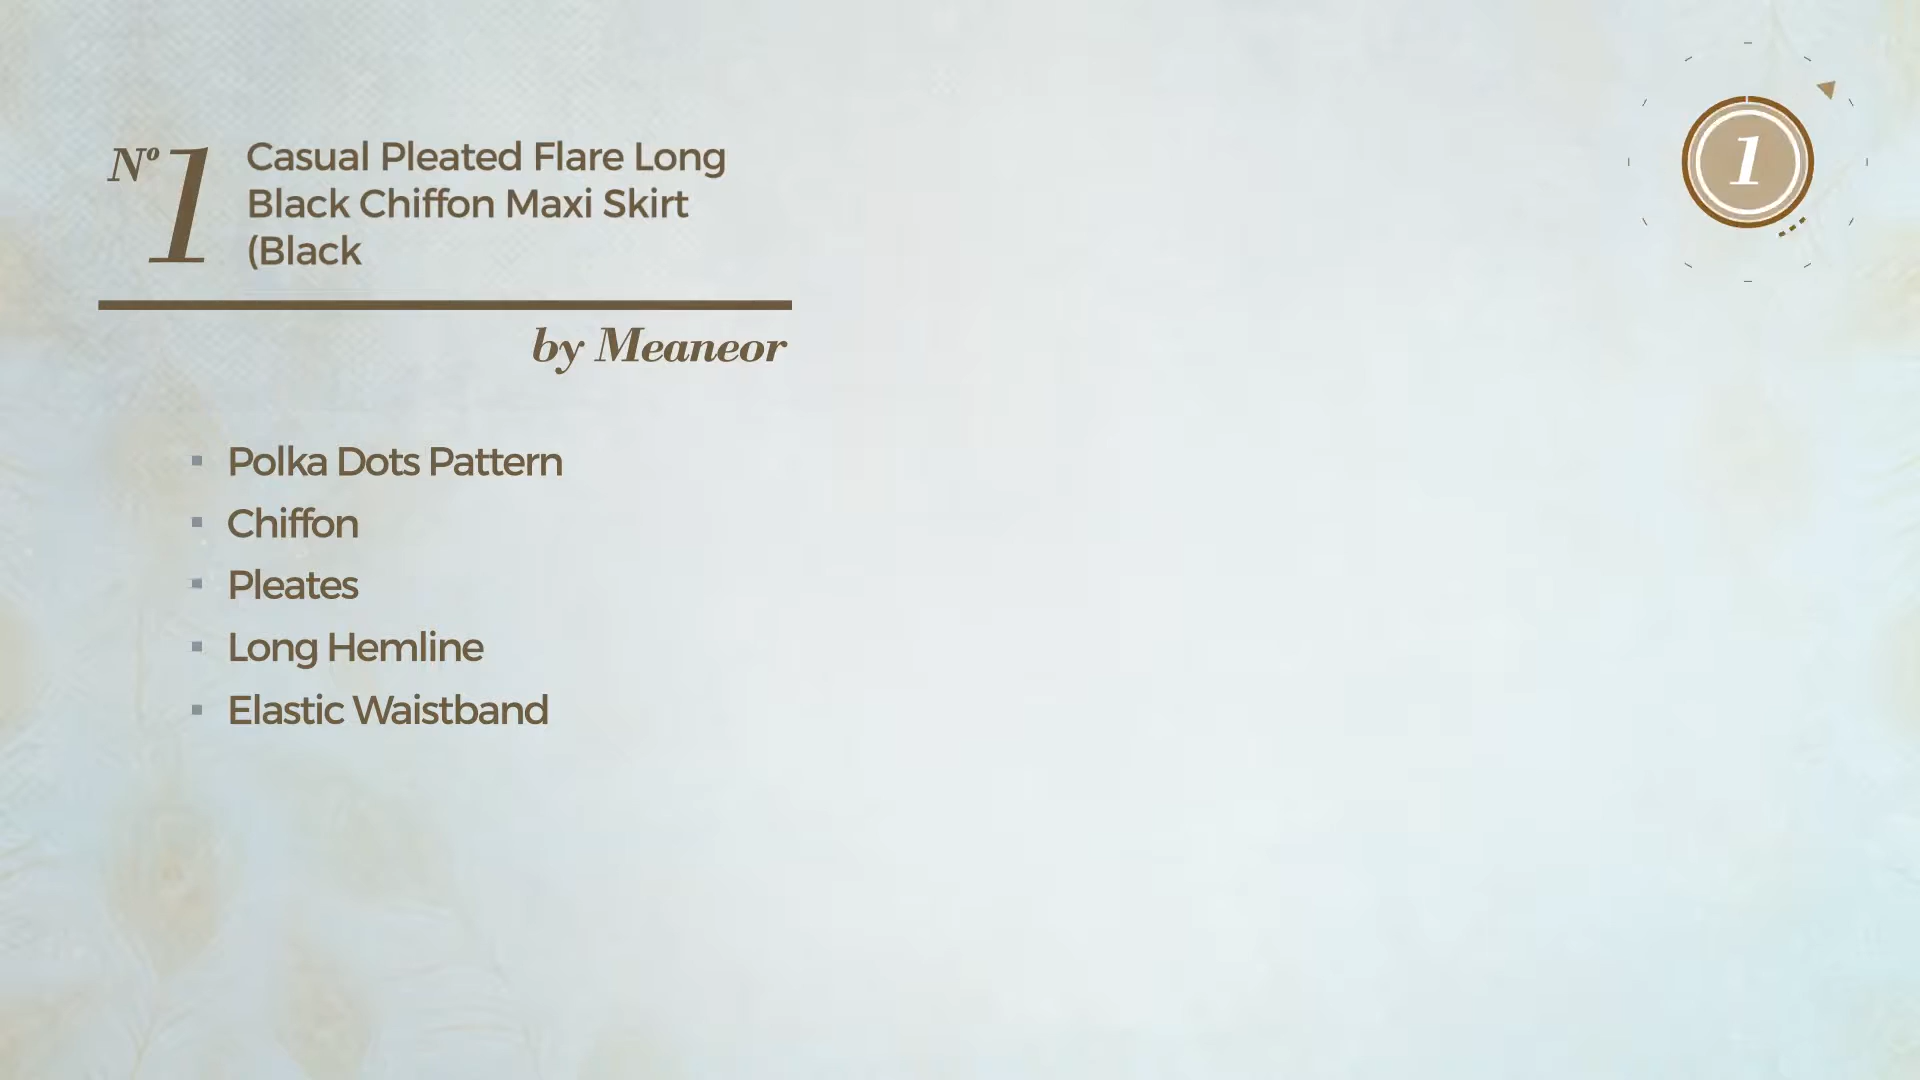 Nº 1
Casual Pleated Flare Long
Black Chiffon Maxi Skirt
(Black
by Meaneor
1
▪ Polka Dots Pattern
▪ Chiffon
▪ Pleates
▪ Long Hemline
▪ Elastic Waistband